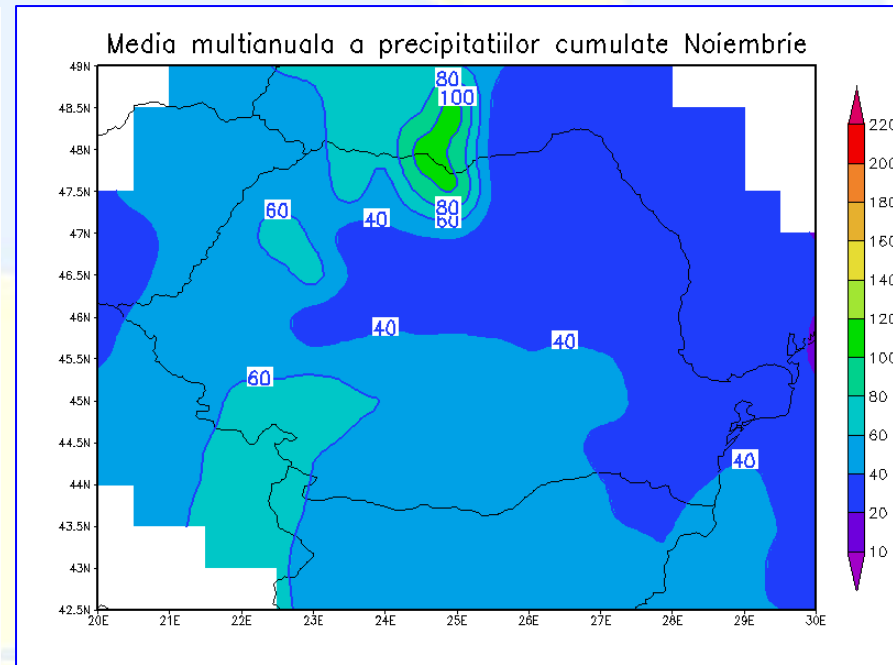 Media multianuala a precipitatiilor cumulate Noiembrie
49N
48.5N
48N
47.5N
47N
46.5N
46N
45.5N
45N
44.5N
44N
43.5N
43N
42.5N
20E 21E 22E 23E 24E 25E 26E 27E 28E 29E 30E
80
100
80
60
60
40
40
40
60
40
220
200
180
160
140
120
100
80
60
40
20
10